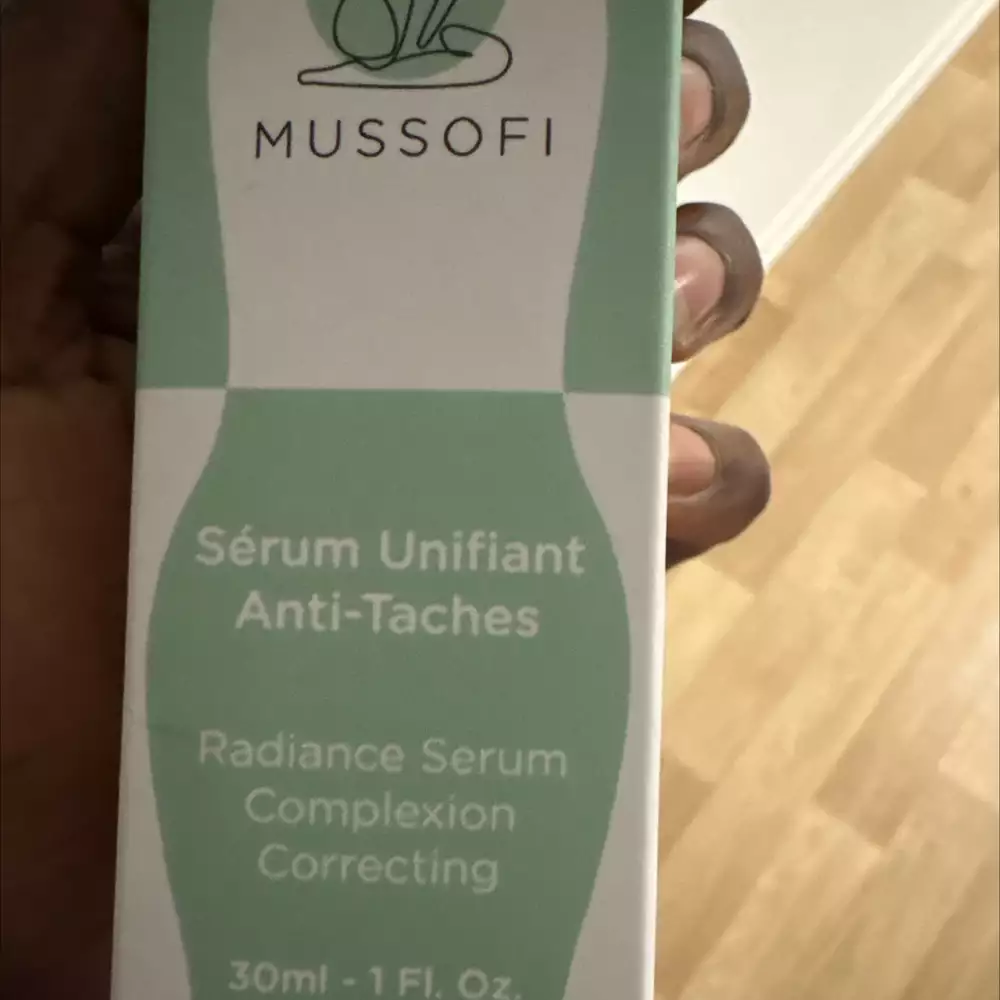 MUSSOFI
Sérum Unifiant
Anti-Taches
Radiance Serum
Complexion
Correcting
30ml - 1 Fl. Oz.